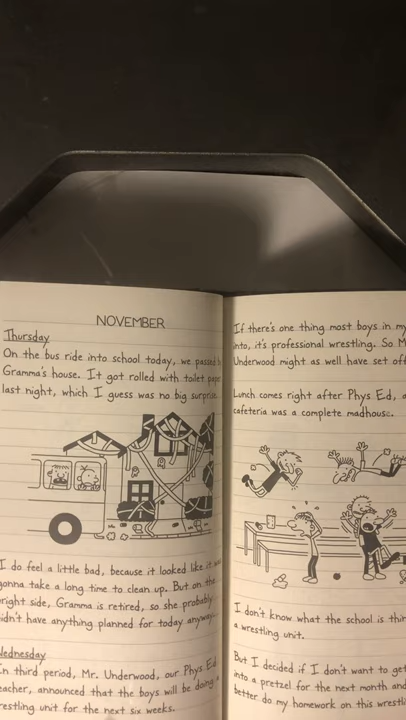 NOVEMBER
Thursday
On the bus ride into school today, we passed
Gramma's house. It got rolled with toilet paper
last night, which I guess was no big surprise.
I do feel a little bad, because it looked like it
gonna take a long time to clean up. But on the
right side, Gramma is retired, so she probably
didn't have anything planned for today anyway.
Wednesday
In third period, Mr. Underwood, our Phys Ed
teacher, announced that the boys will be doing a
wrestling unit for the next six weeks.
If there's one thing most boys in my
into, it's professional wrestling. So M
Underwood might as well have set off
Lunch comes right after Phys Ed, a
cafeteria was a complete madhouse.
I don't know what the school is thin
a wrestling unit.
But I decided if I don't want to get
into a pretzel for the next month and
better do my homework on this wrestli